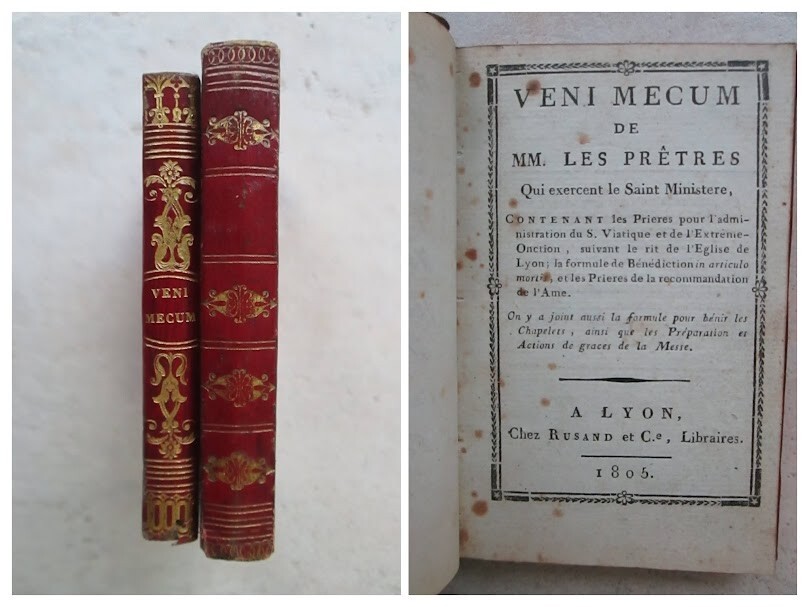 VENI
MECUM
VENI MECUM
DE
MM. LES PRÊTRES
Qui exercent le Saint Ministere,
CONTENANT les Prieres pour l'admi-
nistration du S. Viatique et de l'Extrême-
Onction, suivant le rit de l'Eglise de
Lyon; la formule de Bénédiction in articulo
mortis, et les Prieres de la recommandation
de l'Ame.
On y a joint aussi la formule pour bénir les
Chapelets, ainsi que les Préparation et
Actions de graces de la Messe.
A LYON,
Chez RUSAND et C.e, Libraires.
1805.